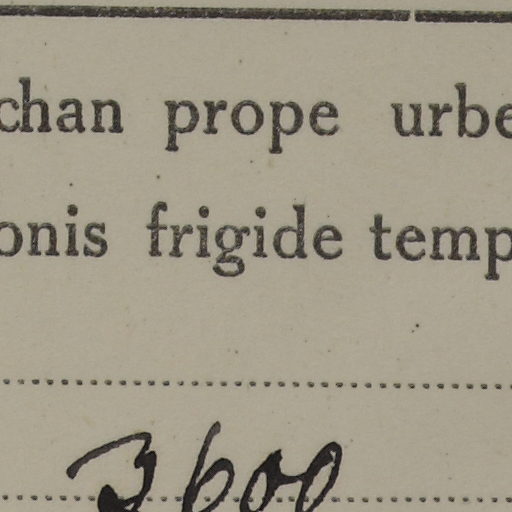 chan prope urbe
onis frigide temp
3600